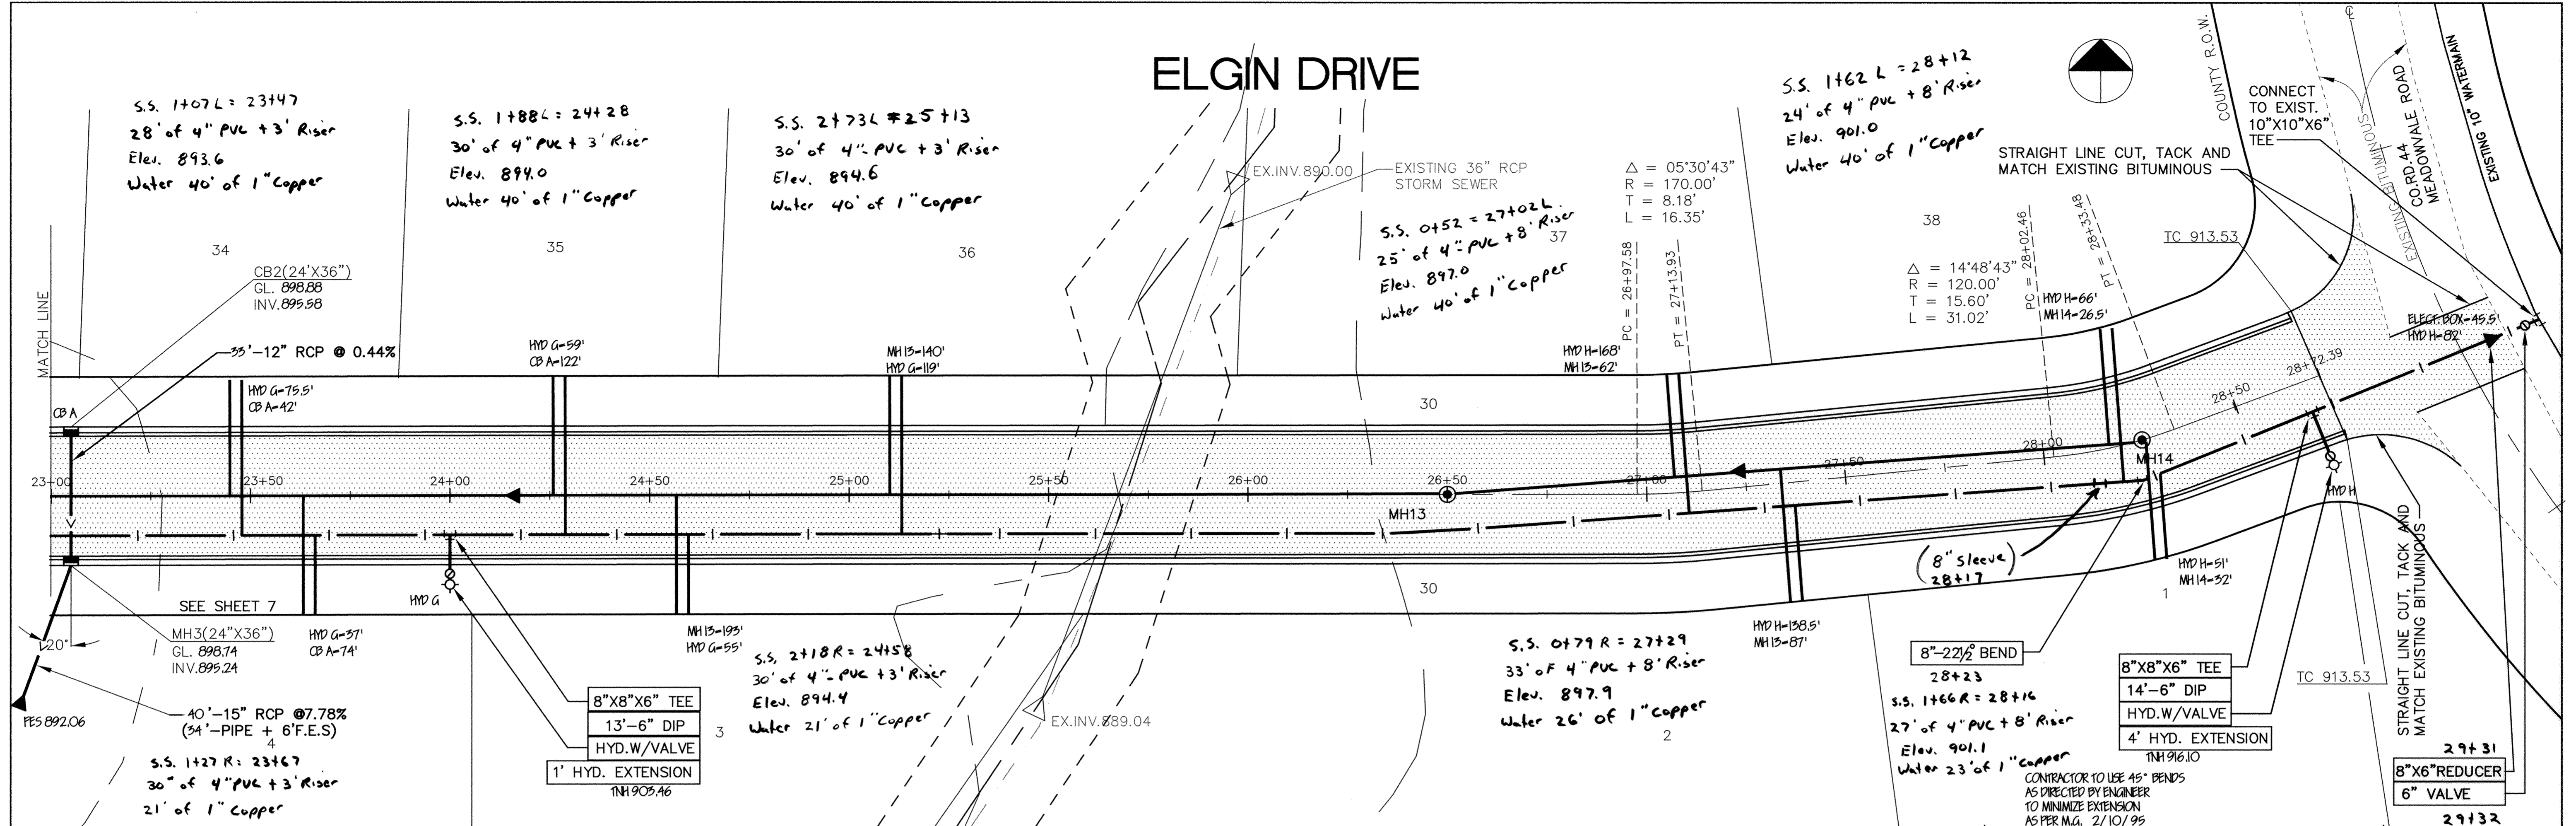 ELGIN DRIVE
S.S. 1+07L = 23+47
28' of 4" PVC + 3' Riser
Elev. 893.6
Water 40' of 1" Copper
S.S. 1+88L = 24+28
30' of 4" PVC + 3' Riser
Elev. 894.0
Water 40' of 1" Copper
S.S. 2+73L = 25+13
30' of 4" PVC + 3' Riser
Elev. 894.6
Water 40' of 1" Copper
EX.INV.890.00
EXISTING 36" RCP
STORM SEWER
S.S. 0+52 = 27+02L
25' of 4" PVC + 8' Riser
Elev. 897.0
Water 40' of 1" Copper
Δ = 05°30'43"
R = 170.00'
T = 8.18'
L = 16.35'
S.S. 1+62 L = 28+12
24' of 4" PVC + 8' Riser
Elev. 901.0
Water 40' of 1" Copper
STRAIGHT LINE CUT, TACK AND
MATCH EXISTING BITUMINOUS
COUNTY R.O.W.
CONNECT
TO EXIST.
10"X10"X6"
TEE
EXISTING BITUMINOUS
CO.RD.44
MEADOWVALE ROAD
EXISTING 10" WATERMAIN
34
35
36
37
38
Δ = 14°48'43"
R = 120.00'
T = 15.60'
L = 31.02'
PC = 26+97.58
PT = 27+13.93
PC = 28+02.46
PT = 28+33.48
TC 913.53
MATCH LINE
CB2(24'X36")
GL. 898.88
INV. 895.58
33'-12" RCP @ 0.44%
CB A
HYD G=75.5'
CB A=42'
HYD G=59'
CB A=122'
MH 13=140'
HYD G=119'
HYD H=168'
MH 13=62'
HYD H=66'
MH 14=26.5'
ELECT. BOX=45.5'
HYD H=82'
30
23+00
23+50
24+00
24+50
25+00
25+50
26+00
26+50
27+00
27+50
28+00
28+50
28+72.39
MH13
MH14
HYD H
(8" Sleeve)
28+17
30
SEE SHEET 7
HYD G
20°
MH3(24"X36")
GL. 898.74
INV. 895.24
HYD G=37'
CB A=74'
MH 13=193'
HYD G=55'
HYD H=138.5'
MH 13=87'
HYD H=51'
MH 14=32'
1
FES 892.06
40'-15" RCP @7.78%
(34'-PIPE + 6'F.E.S)
4
S.S. 1+27 R = 23+67
30" of 4" PVC + 3' Riser
21' of 1" Copper
8"X8"X6" TEE
13'-6" DIP
HYD.W/VALVE
1' HYD. EXTENSION
TNH 903.46
3
S.S. 2+18 R = 24+58
30' of 4" PVC + 3' Riser
Elev. 894.4
Water 21' of 1" Copper
EX.INV.889.04
S.S. 0+79 R = 27+29
33' of 4" PVC + 8' Riser
Elev. 897.9
Water 26' of 1" Copper
2
8"-22½° BEND
28+23
S.S. 1+66 R = 28+16
27' of 4" PVC + 8' Riser
Elev. 901.1
Water 23' of 1" Copper
CONTRACTOR TO USE 45° BENDS
AS DIRECTED BY ENGINEER
TO MINIMIZE EXTENSION
AS PER M.G. 2/10/95
8"X8"X6" TEE
14'-6" DIP
HYD.W/VALVE
4' HYD. EXTENSION
TNH 916.10
TC 913.53
STRAIGHT LINE CUT, TACK AND
MATCH EXISTING BITUMINOUS
29+31
8"X6"REDUCER
6" VALVE
29+32